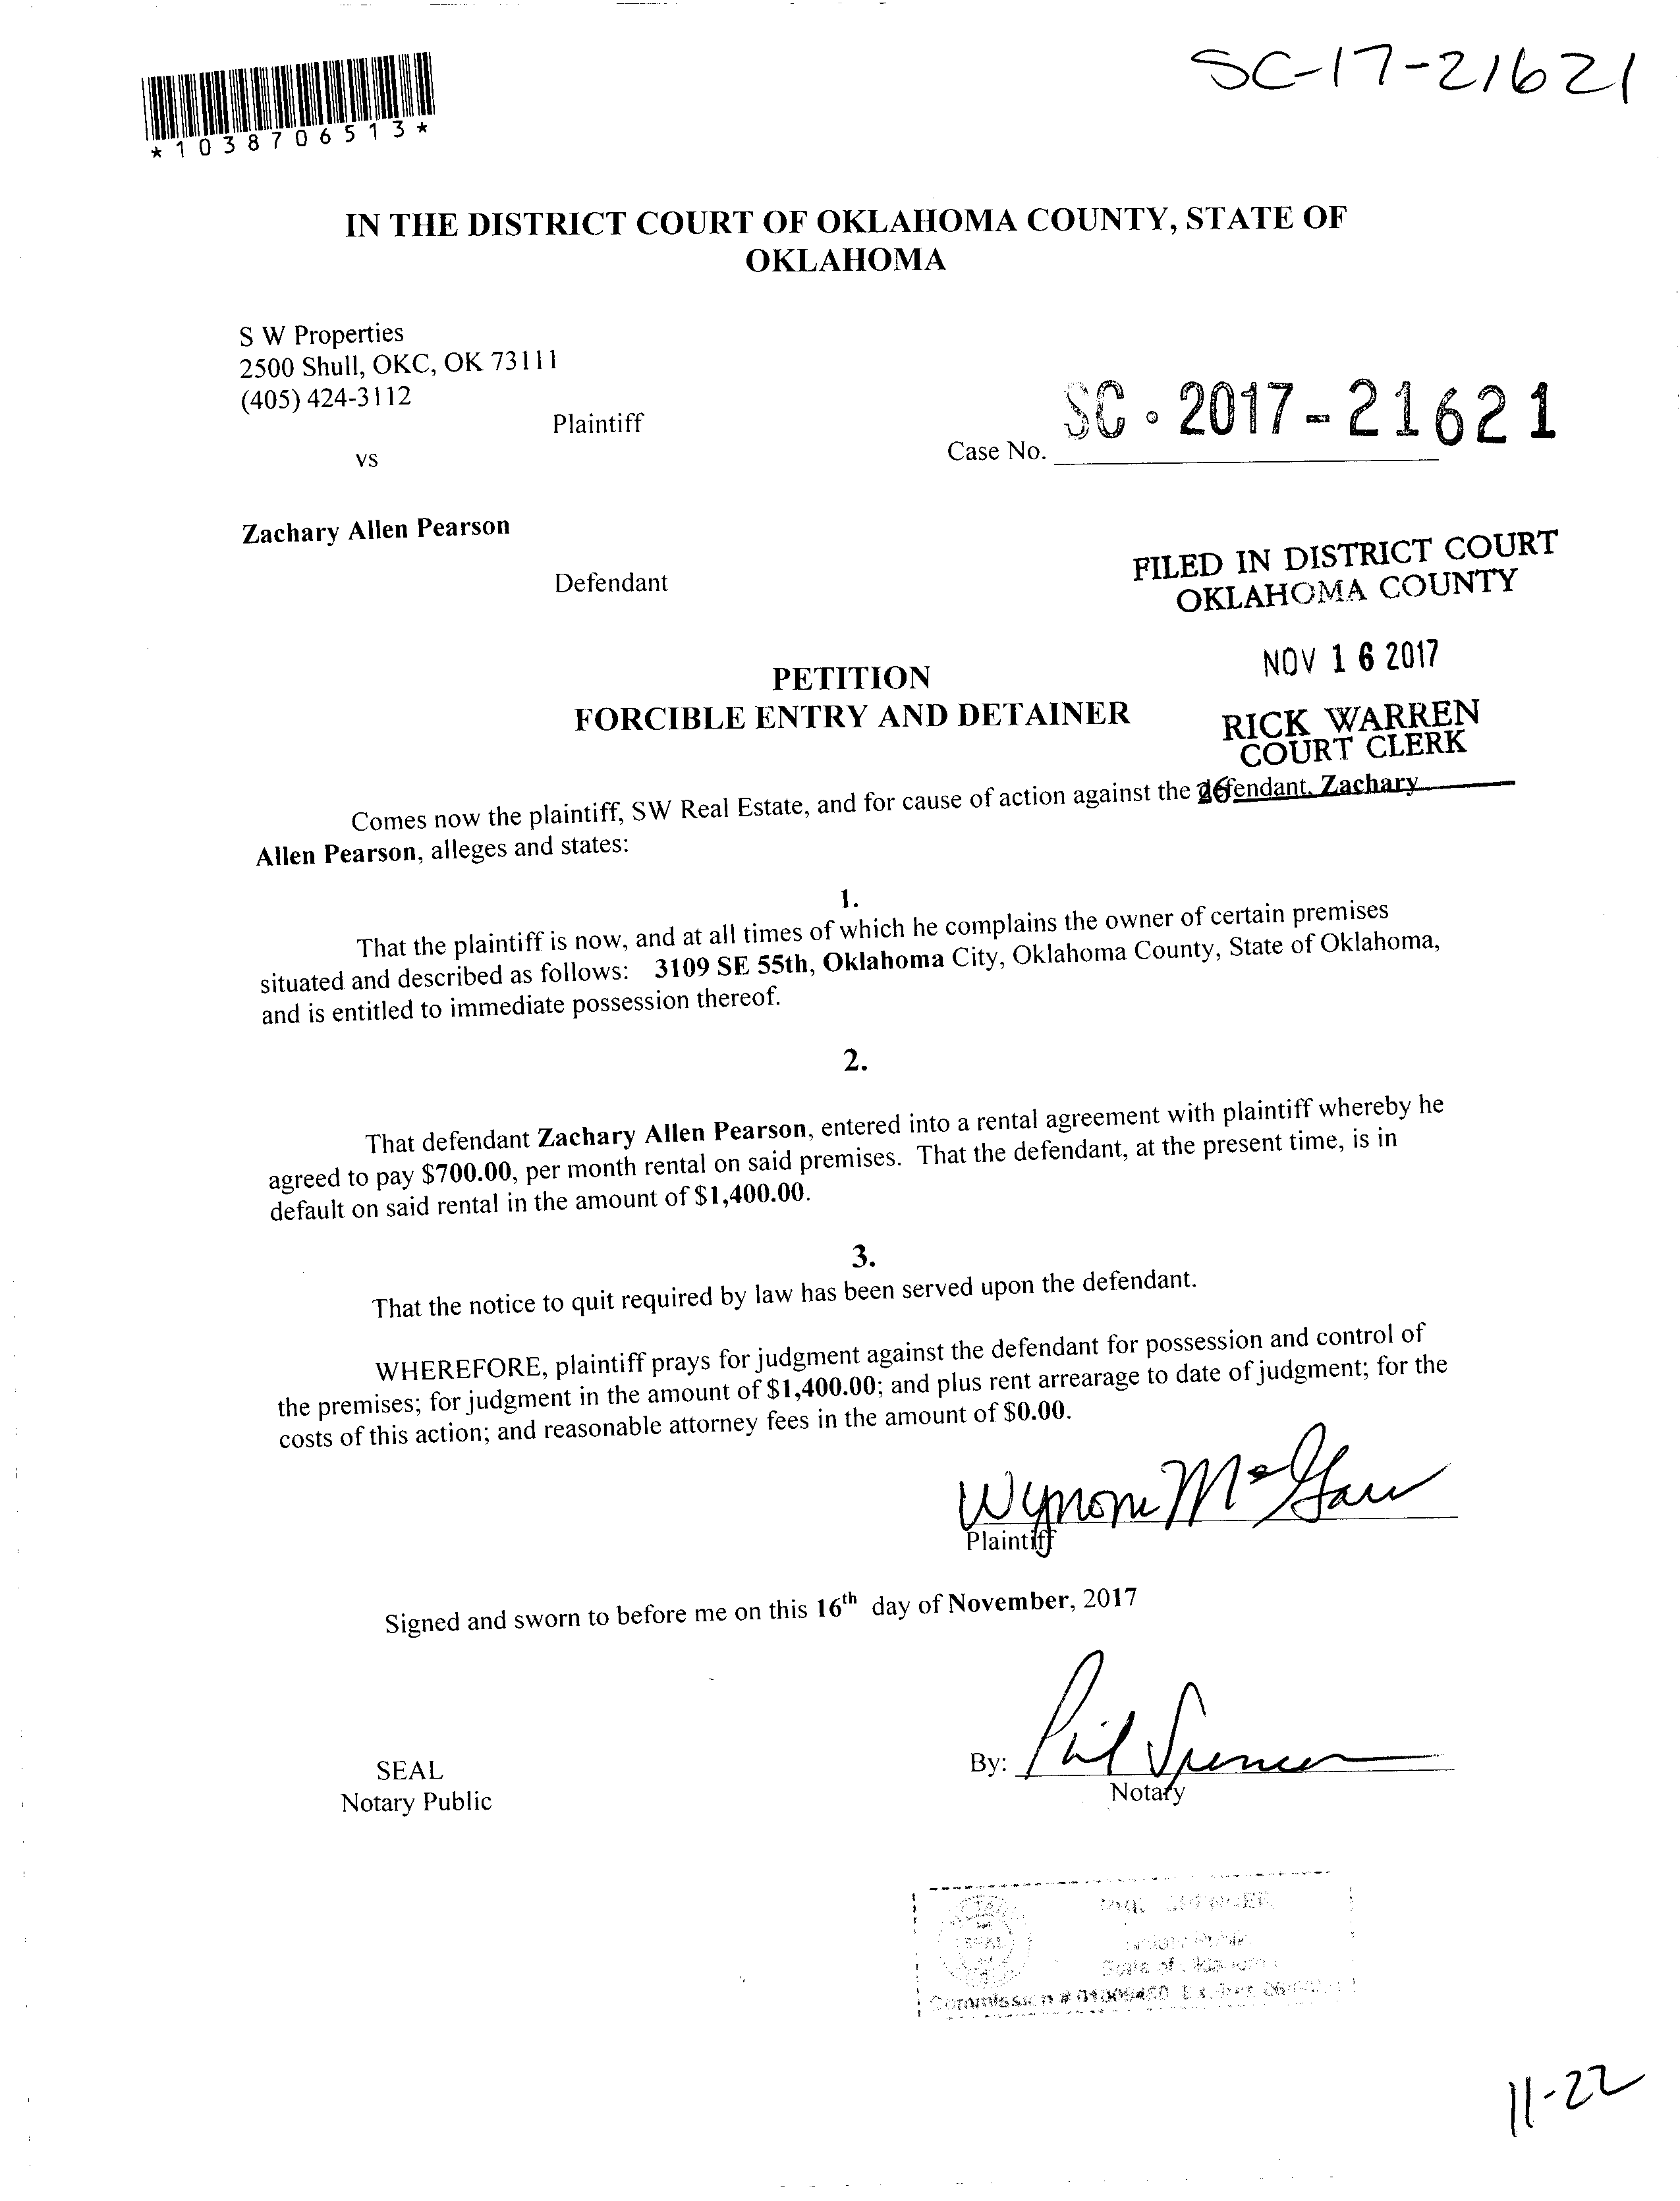 SC-17-21621
*1038706513*
IN THE DISTRICT COURT OF OKLAHOMA COUNTY, STATE OF
OKLAHOMA
S W Properties
2500 Shull, OKC, OK 73111
(405) 424-3112
Plaintiff
vs
Case No. SC-2017-21621
Zachary Allen Pearson
Defendant
FILED IN DISTRICT COURT
OKLAHOMA COUNTY
NOV 16 2017
PETITION
FORCIBLE ENTRY AND DETAINER
RICK WARREN
COURT CLERK
26
Comes now the plaintiff, SW Real Estate, and for cause of action against the defendant, Zachary
Allen Pearson, alleges and states:
1.
That the plaintiff is now, and at all times of which he complains the owner of certain premises
situated and described as follows: 3109 SE 55th, Oklahoma City, Oklahoma County, State of Oklahoma,
and is entitled to immediate possession thereof.
2.
That defendant Zachary Allen Pearson, entered into a rental agreement with plaintiff whereby he
agreed to pay $700.00, per month rental on said premises. That the defendant, at the present time, is in
default on said rental in the amount of $1,400.00.
3.
That the notice to quit required by law has been served upon the defendant.
WHEREFORE, plaintiff prays for judgment against the defendant for possession and control of
the premises; for judgment in the amount of $1,400.00; and plus rent arrearage to date of judgment; for the
costs of this action; and reasonable attorney fees in the amount of $0.00.
Plaintiff
Signed and sworn to before me on this 16th day of November, 2017
By: Phil Spencer
SEAL
Notary
Notary Public
State of
Commission #
11-22